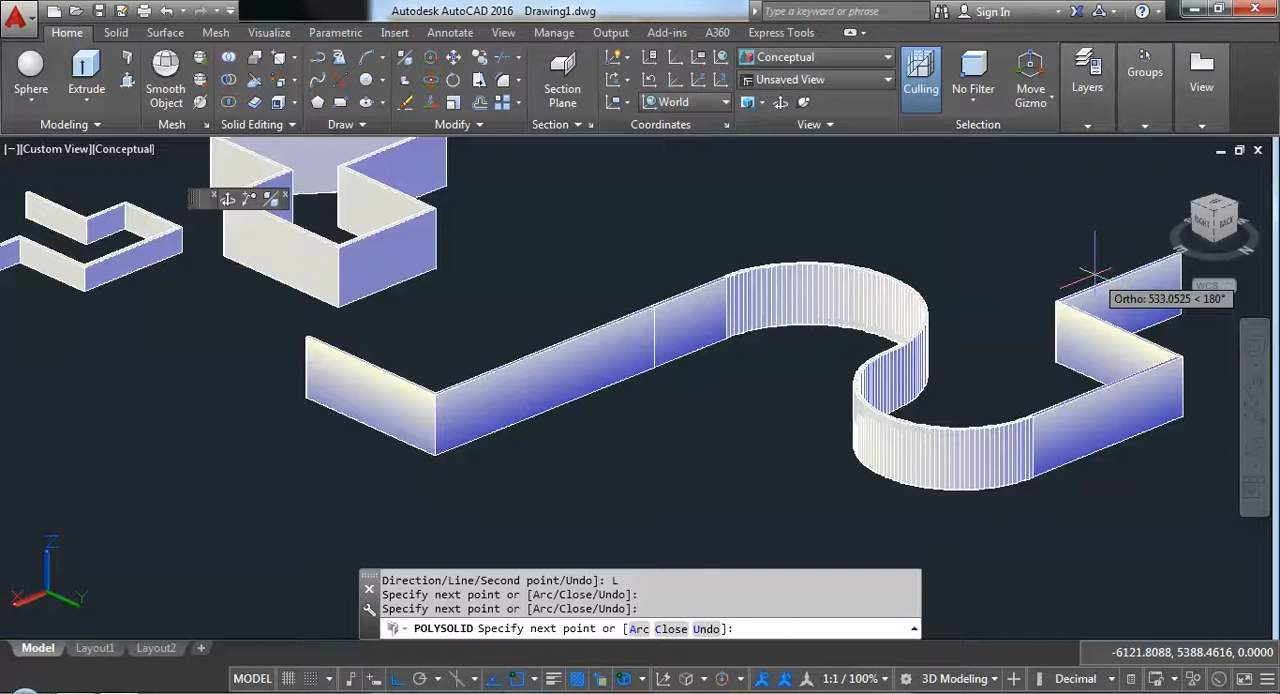 Autodesk AutoCAD 2016 Drawing1.dwg
Type a keyword or phrase
Sign In
Home Solid Surface Mesh Visualize Parametric Insert Annotate View Manage Output Add-ins A360 Express Tools
Conceptual
Unsaved View
World
Sphere Extrude Smooth Object Section Plane Culling No Filter Move Gizmo Layers Groups View
Modeling Mesh Solid Editing Draw Modify Section Coordinates View Selection
[−][Custom View][Conceptual]
RIGHT BACK
WCS
Ortho: 533.0525 < 180°
Z
X Y
Direction/Line/Second point/Undo]: L
Specify next point or [Arc/Close/Undo]:
Specify next point or [Arc/Close/Undo]:
POLYSOLID Specify next point or [Arc Close Undo]:
Model Layout1 Layout2 +
-6121.8088, 5388.4616, 0.0000
MODEL 1:1 / 100% 3D Modeling Decimal